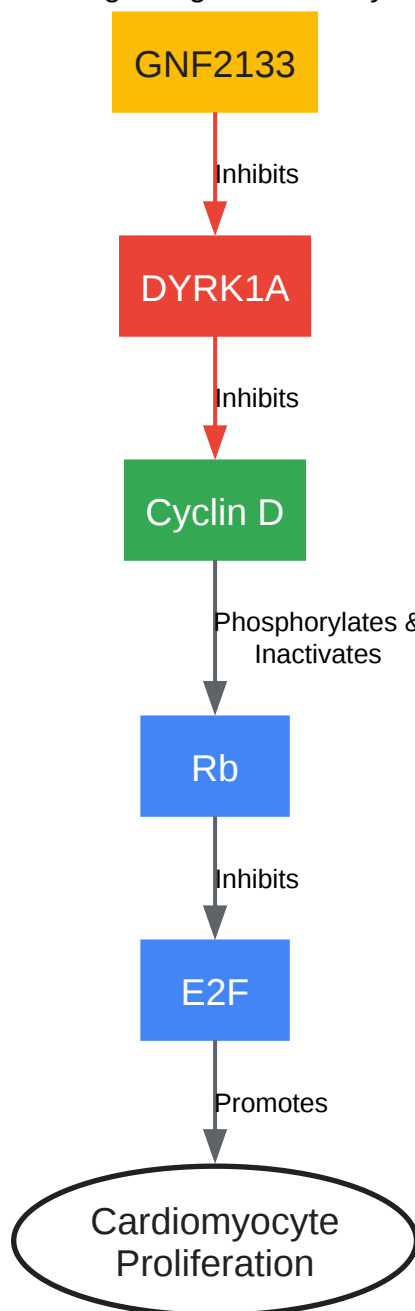 GNF2133
Inhibits
DYRK1A
Inhibits
Cyclin D
Phosphorylates &
Inactivates
Rb
Inhibits
E2F
Promotes
Cardiomyocyte
Proliferation